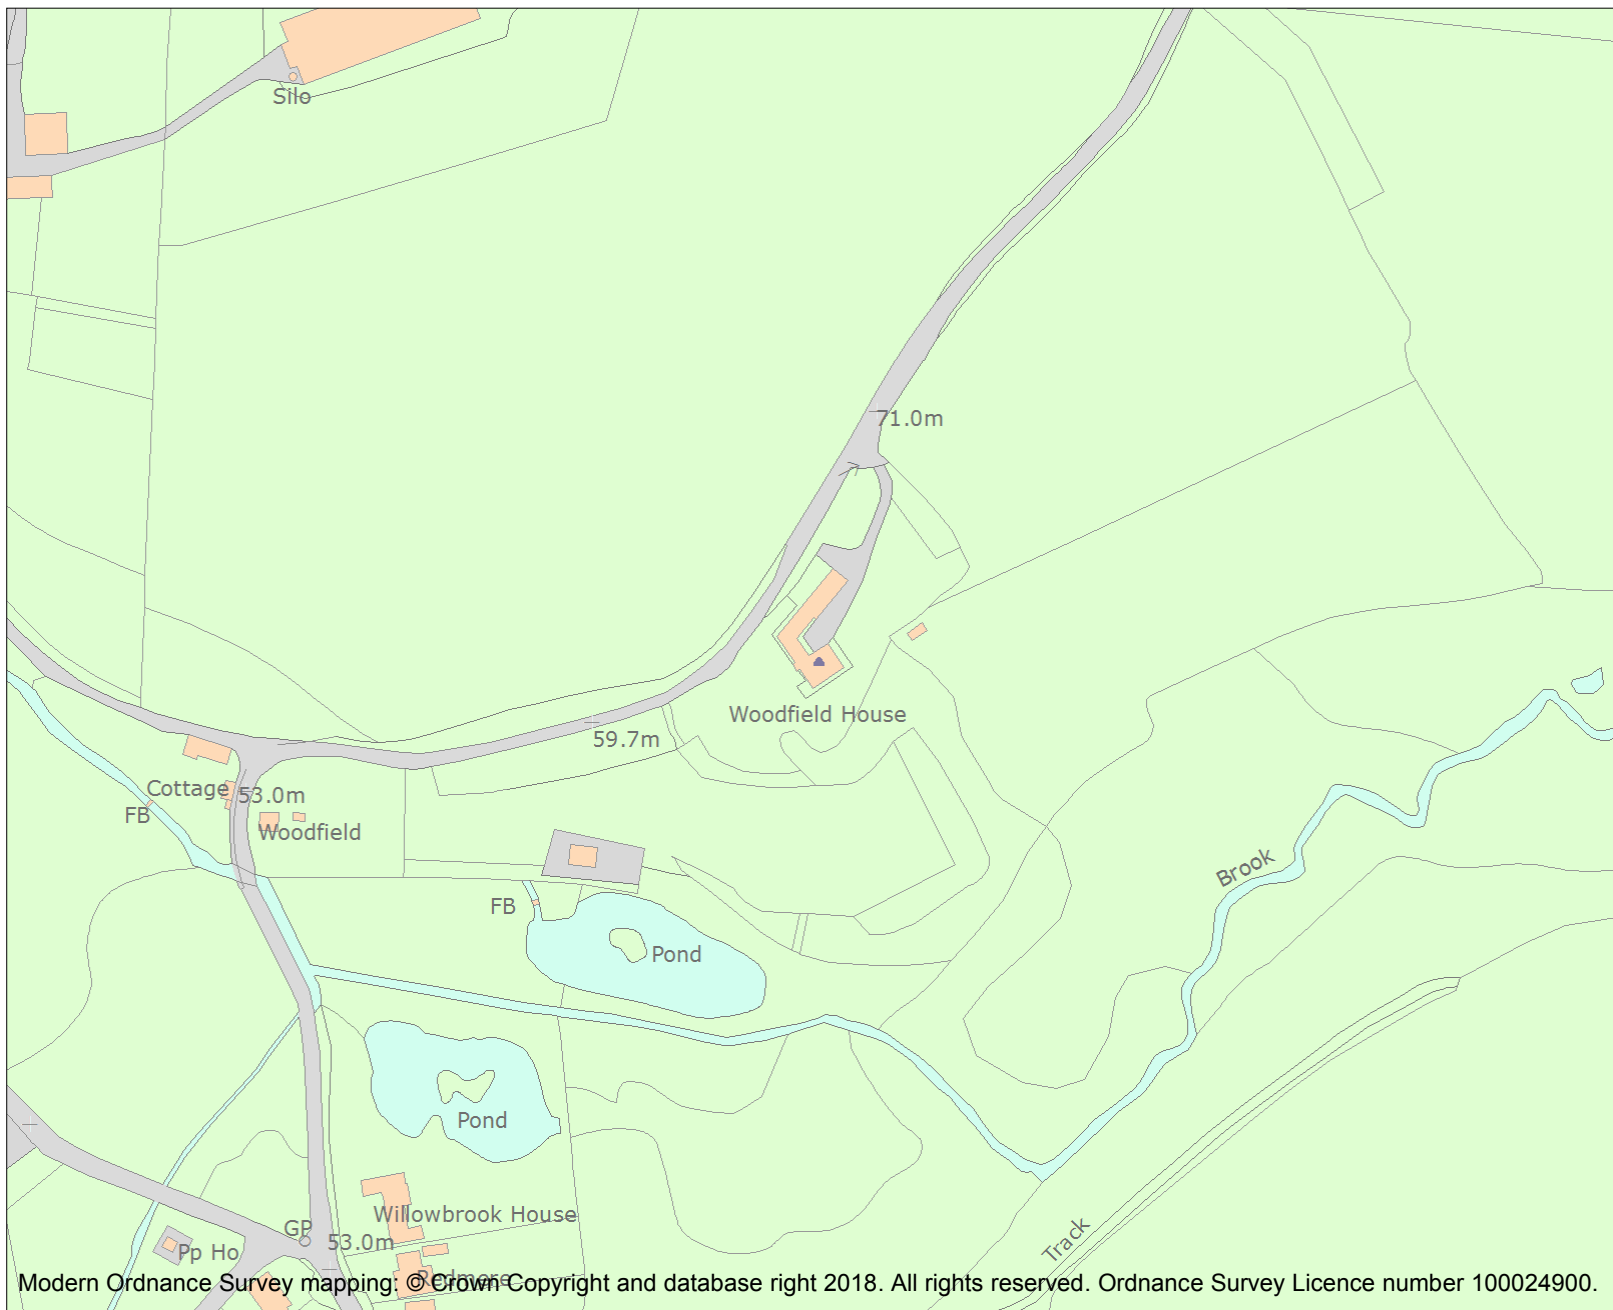 Silo
71.0m
Woodfield House
59.7m
Cottage
53.0m
FB
Woodfield
Brook
FB
Pond
Pond
Willowbrook House
GP
53.0m
Pp Ho
Track
Redmere
Modern Ordnance Survey mapping: © Crown Copyright and database right 2018. All rights reserved. Ordnance Survey Licence number 100024900.